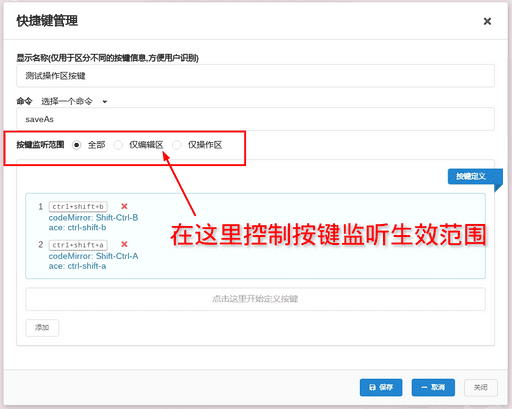 快捷键管理
显示名称(仅用于区分不同的按键信息,方便用户识别)
测试操作区按键
命令 选择一个命令
saveAs
按键监听范围 全部 仅编辑区 仅操作区
按键定义
1 ctrl+shift+b
codeMirror: Shift-Ctrl-B
ace: ctrl-shift-b
2 ctrl+shift+a
codeMirror: Shift-Ctrl-A
ace: ctrl-shift-a
在这里控制按键监听生效范围
点击这里开始定义按键
添加
保存 取消 关闭